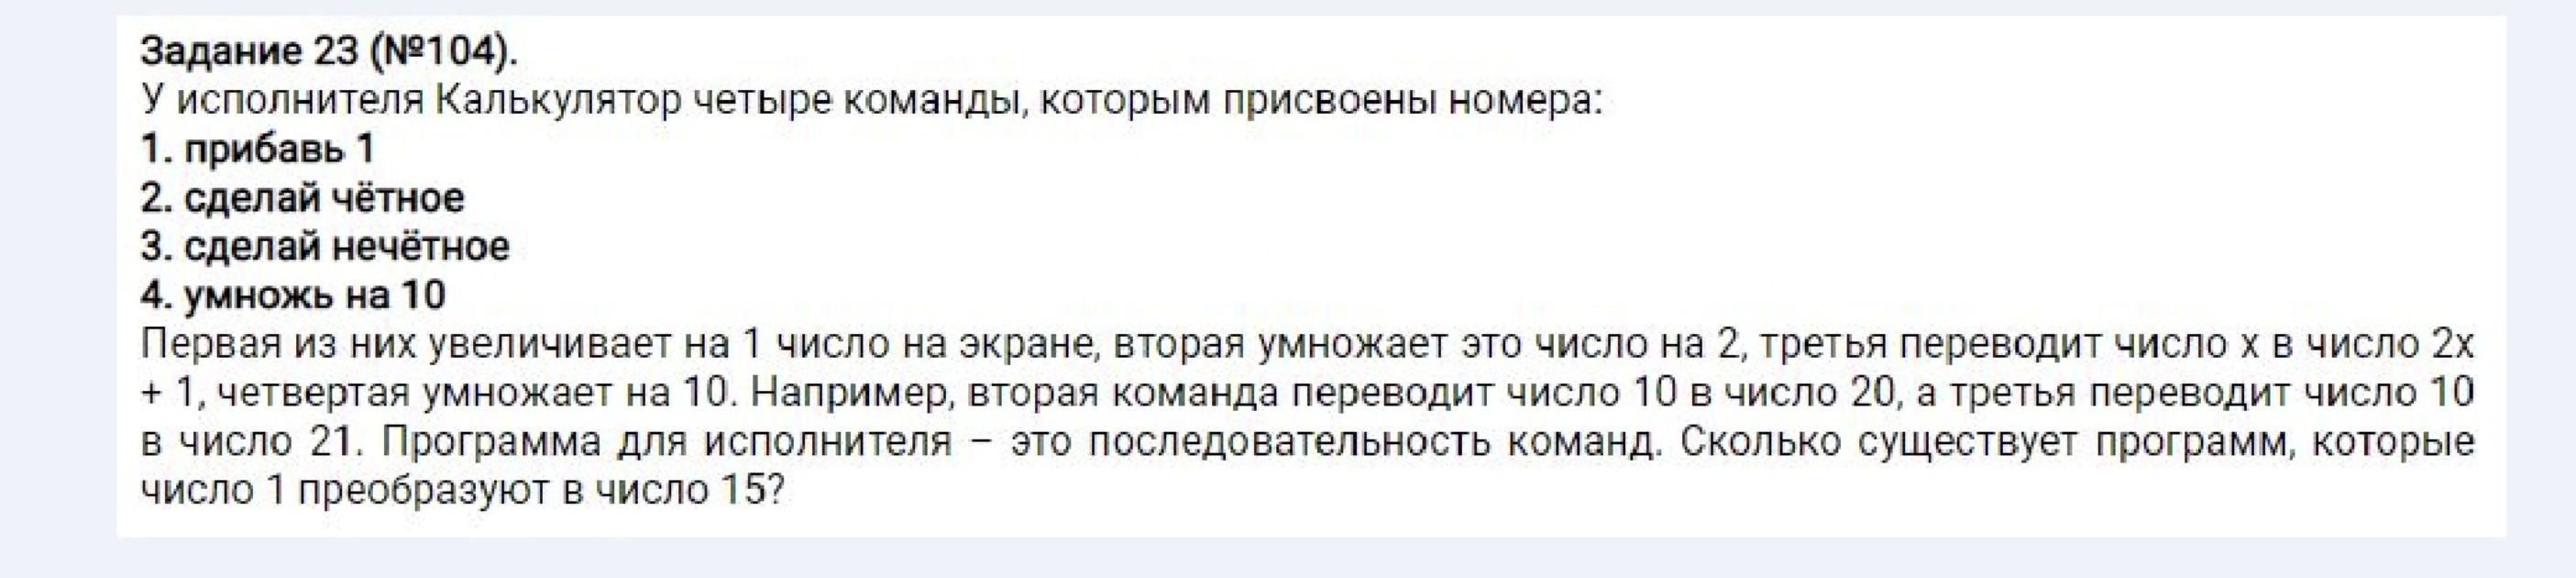 Задание 23 (№104).
У исполнителя Калькулятор четыре команды, которым присвоены номера:
1. прибавь 1
2. сделай чётное
3. сделай нечётное
4. умножь на 10
Первая из них увеличивает на 1 число на экране, вторая умножает это число на 2, третья переводит число x в число 2x
+ 1, четвертая умножает на 10. Например, вторая команда переводит число 10 в число 20, а третья переводит число 10
в число 21. Программа для исполнителя – это последовательность команд. Сколько существует программ, которые
число 1 преобразуют в число 15?